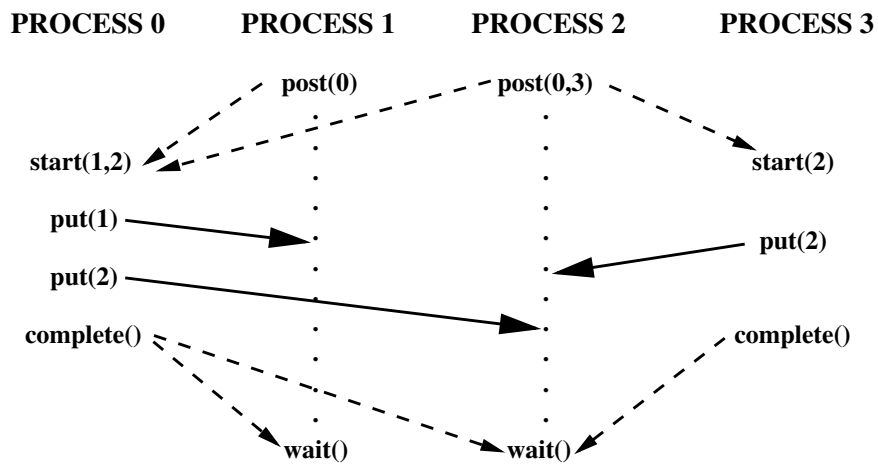 PROCESS 0 PROCESS 1 PROCESS 2 PROCESS 3
post(0) post(0,3)
start(1,2) start(2)
put(1)
put(2)
put(2)
complete() complete()
wait() wait()